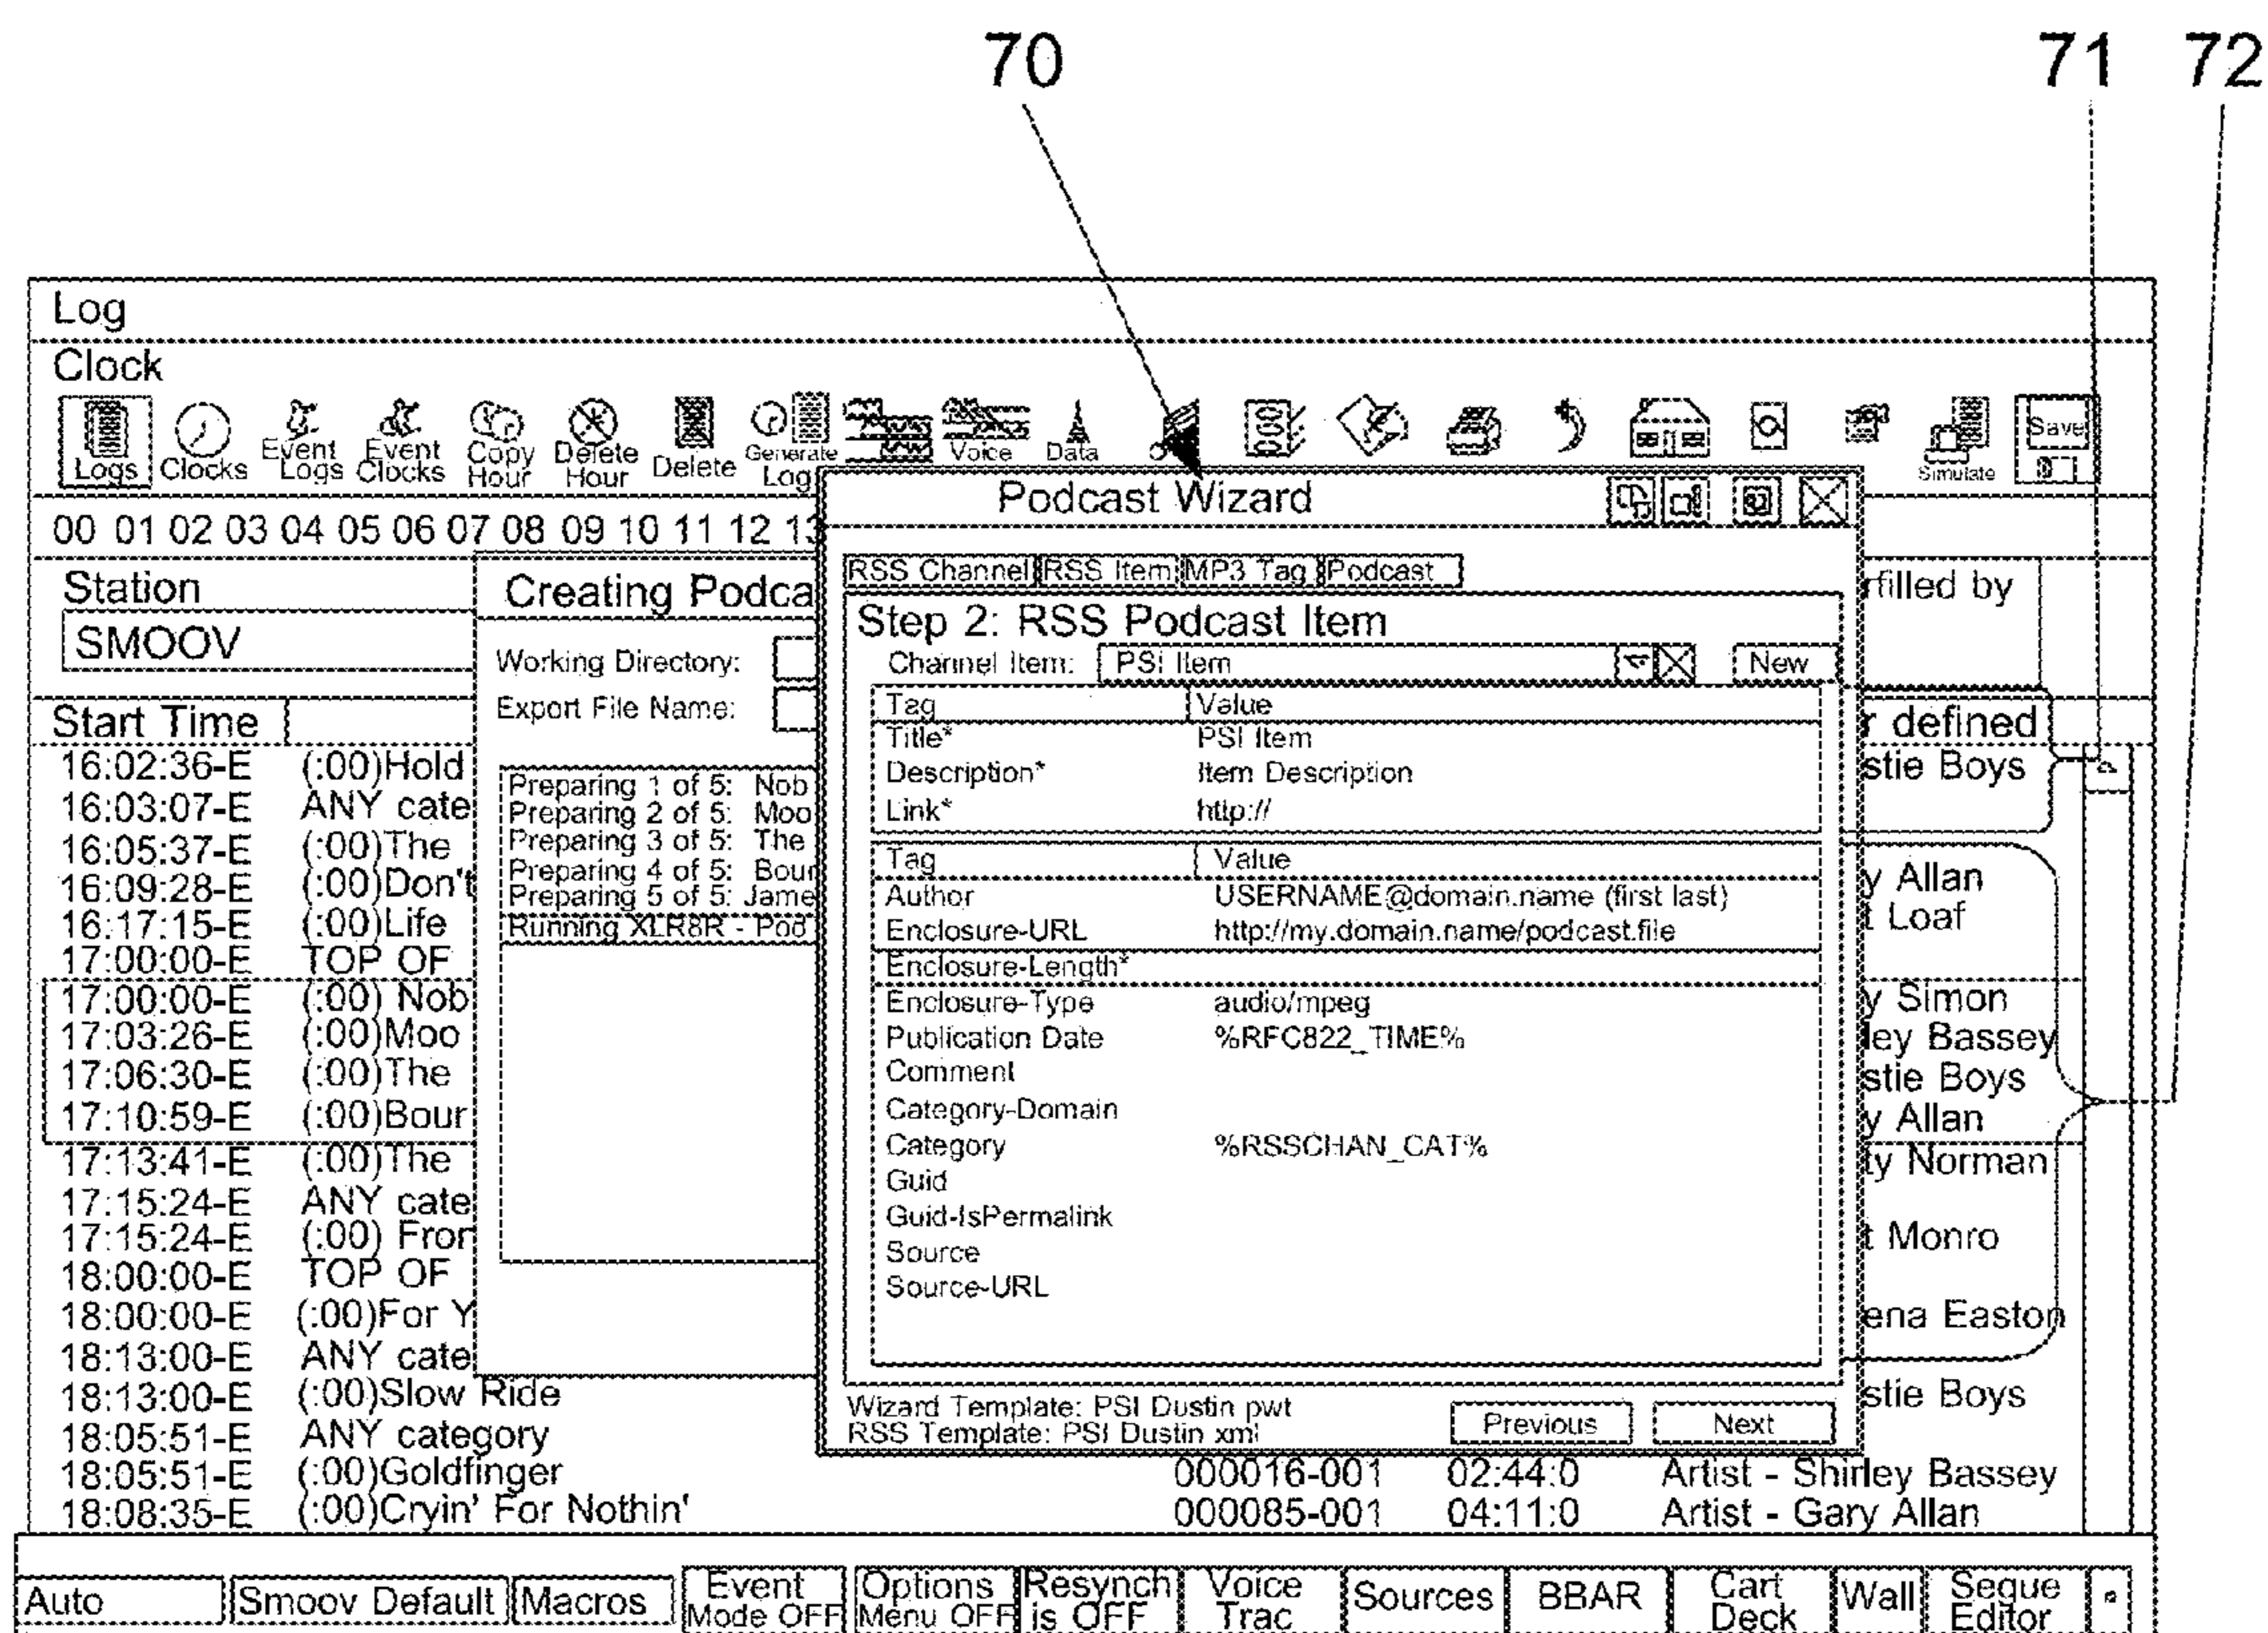 70
71 72
Log
Clock
Logs Clocks Event Logs Event Clocks Copy Hour Delete Hour Delete Generate Log Voice Data Simulate Save
00 01 02 03 04 05 06 07 08 09 10 11 12 13
Podcast Wizard
RSS Channel RSS Item MP3 Tag Podcast
Station
SMOOV
Creating Podca
Working Directory:
Export File Name:
rfilled by
Step 2: RSS Podcast Item
Channel Item: PSI Item New
Tag Value
Title* PSI Item
Description* Item Description
Link* http://
Tag Value
Author USERNAME@domain.name (first last)
Enclosure-URL http://my.domain.name/podcast.file
Enclosure-Length*
Enclosure-Type audio/mpeg
Publication Date %RFC822_TIME%
Comment
Category-Domain
Category %RSSCHAN_CAT%
Guid
Guid-IsPermalink
Source
Source-URL
Wizard Template: PSI Dustin pwt
RSS Template: PSI Dustin xml
Previous Next
Preparing 1 of 5: Nob
Preparing 2 of 5: Moo
Preparing 3 of 5: The
Preparing 4 of 5: Bour
Preparing 5 of 5: Jame
Running XLR8R - Pod
Start Time r defined
16:02:36-E (:00)Hold stie Boys
16:03:07-E ANY cate
16:05:37-E (:00)The
16:09:28-E (:00)Don't y Allan
16:17:15-E (:00)Life t Loaf
17:00:00-E TOP OF
17:00:00-E (:00) Nob y Simon
17:03:26-E (:00)Moo ley Bassey
17:06:30-E (:00)The stie Boys
17:10:59-E (:00)Bour y Allan
17:13:41-E (:00)The ty Norman
17:15:24-E ANY cate
17:15:24-E (:00) Fror t Monro
18:00:00-E TOP OF
18:00:00-E (:00)For Y ena Easton
18:13:00-E ANY cate
18:13:00-E (:00)Slow Ride stie Boys
18:05:51-E ANY category
18:05:51-E (:00)Goldfinger 000016-001 02:44:0 Artist - Shirley Bassey
18:08:35-E (:00)Cryin' For Nothin' 000085-001 04:11:0 Artist - Gary Allan
Auto Smoov Default Macros Event Mode OFF Options Menu OFF Resynch is OFF Voice Trac Sources BBAR Cart Deck Wall Segue Editor